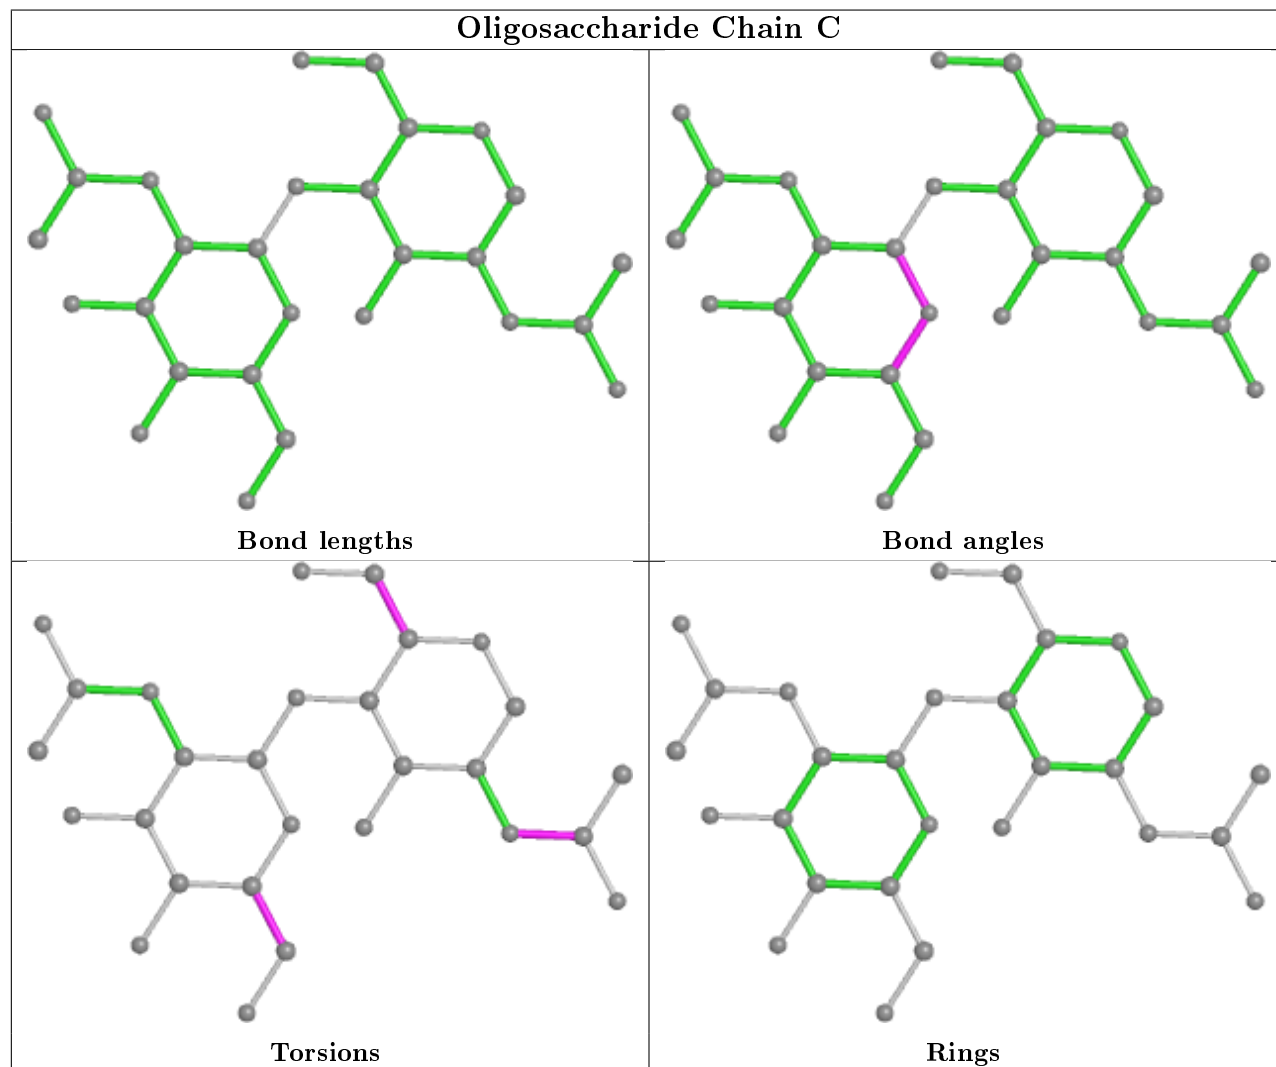 Oligosaccharide Chain C
Bond lengths
Bond angles
Torsions
Rings